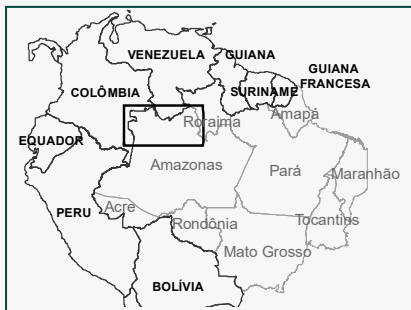 VENEZUELA
GUIANA
GUIANA
FRANCESA
COLÔMBIA
SURINAME
Roraima
Amapá
EQUADOR
Amazonas
Pará
Maranhão
PERU
Acre
Rondônia
Tocantins
Mato Grosso
BOLÍVIA